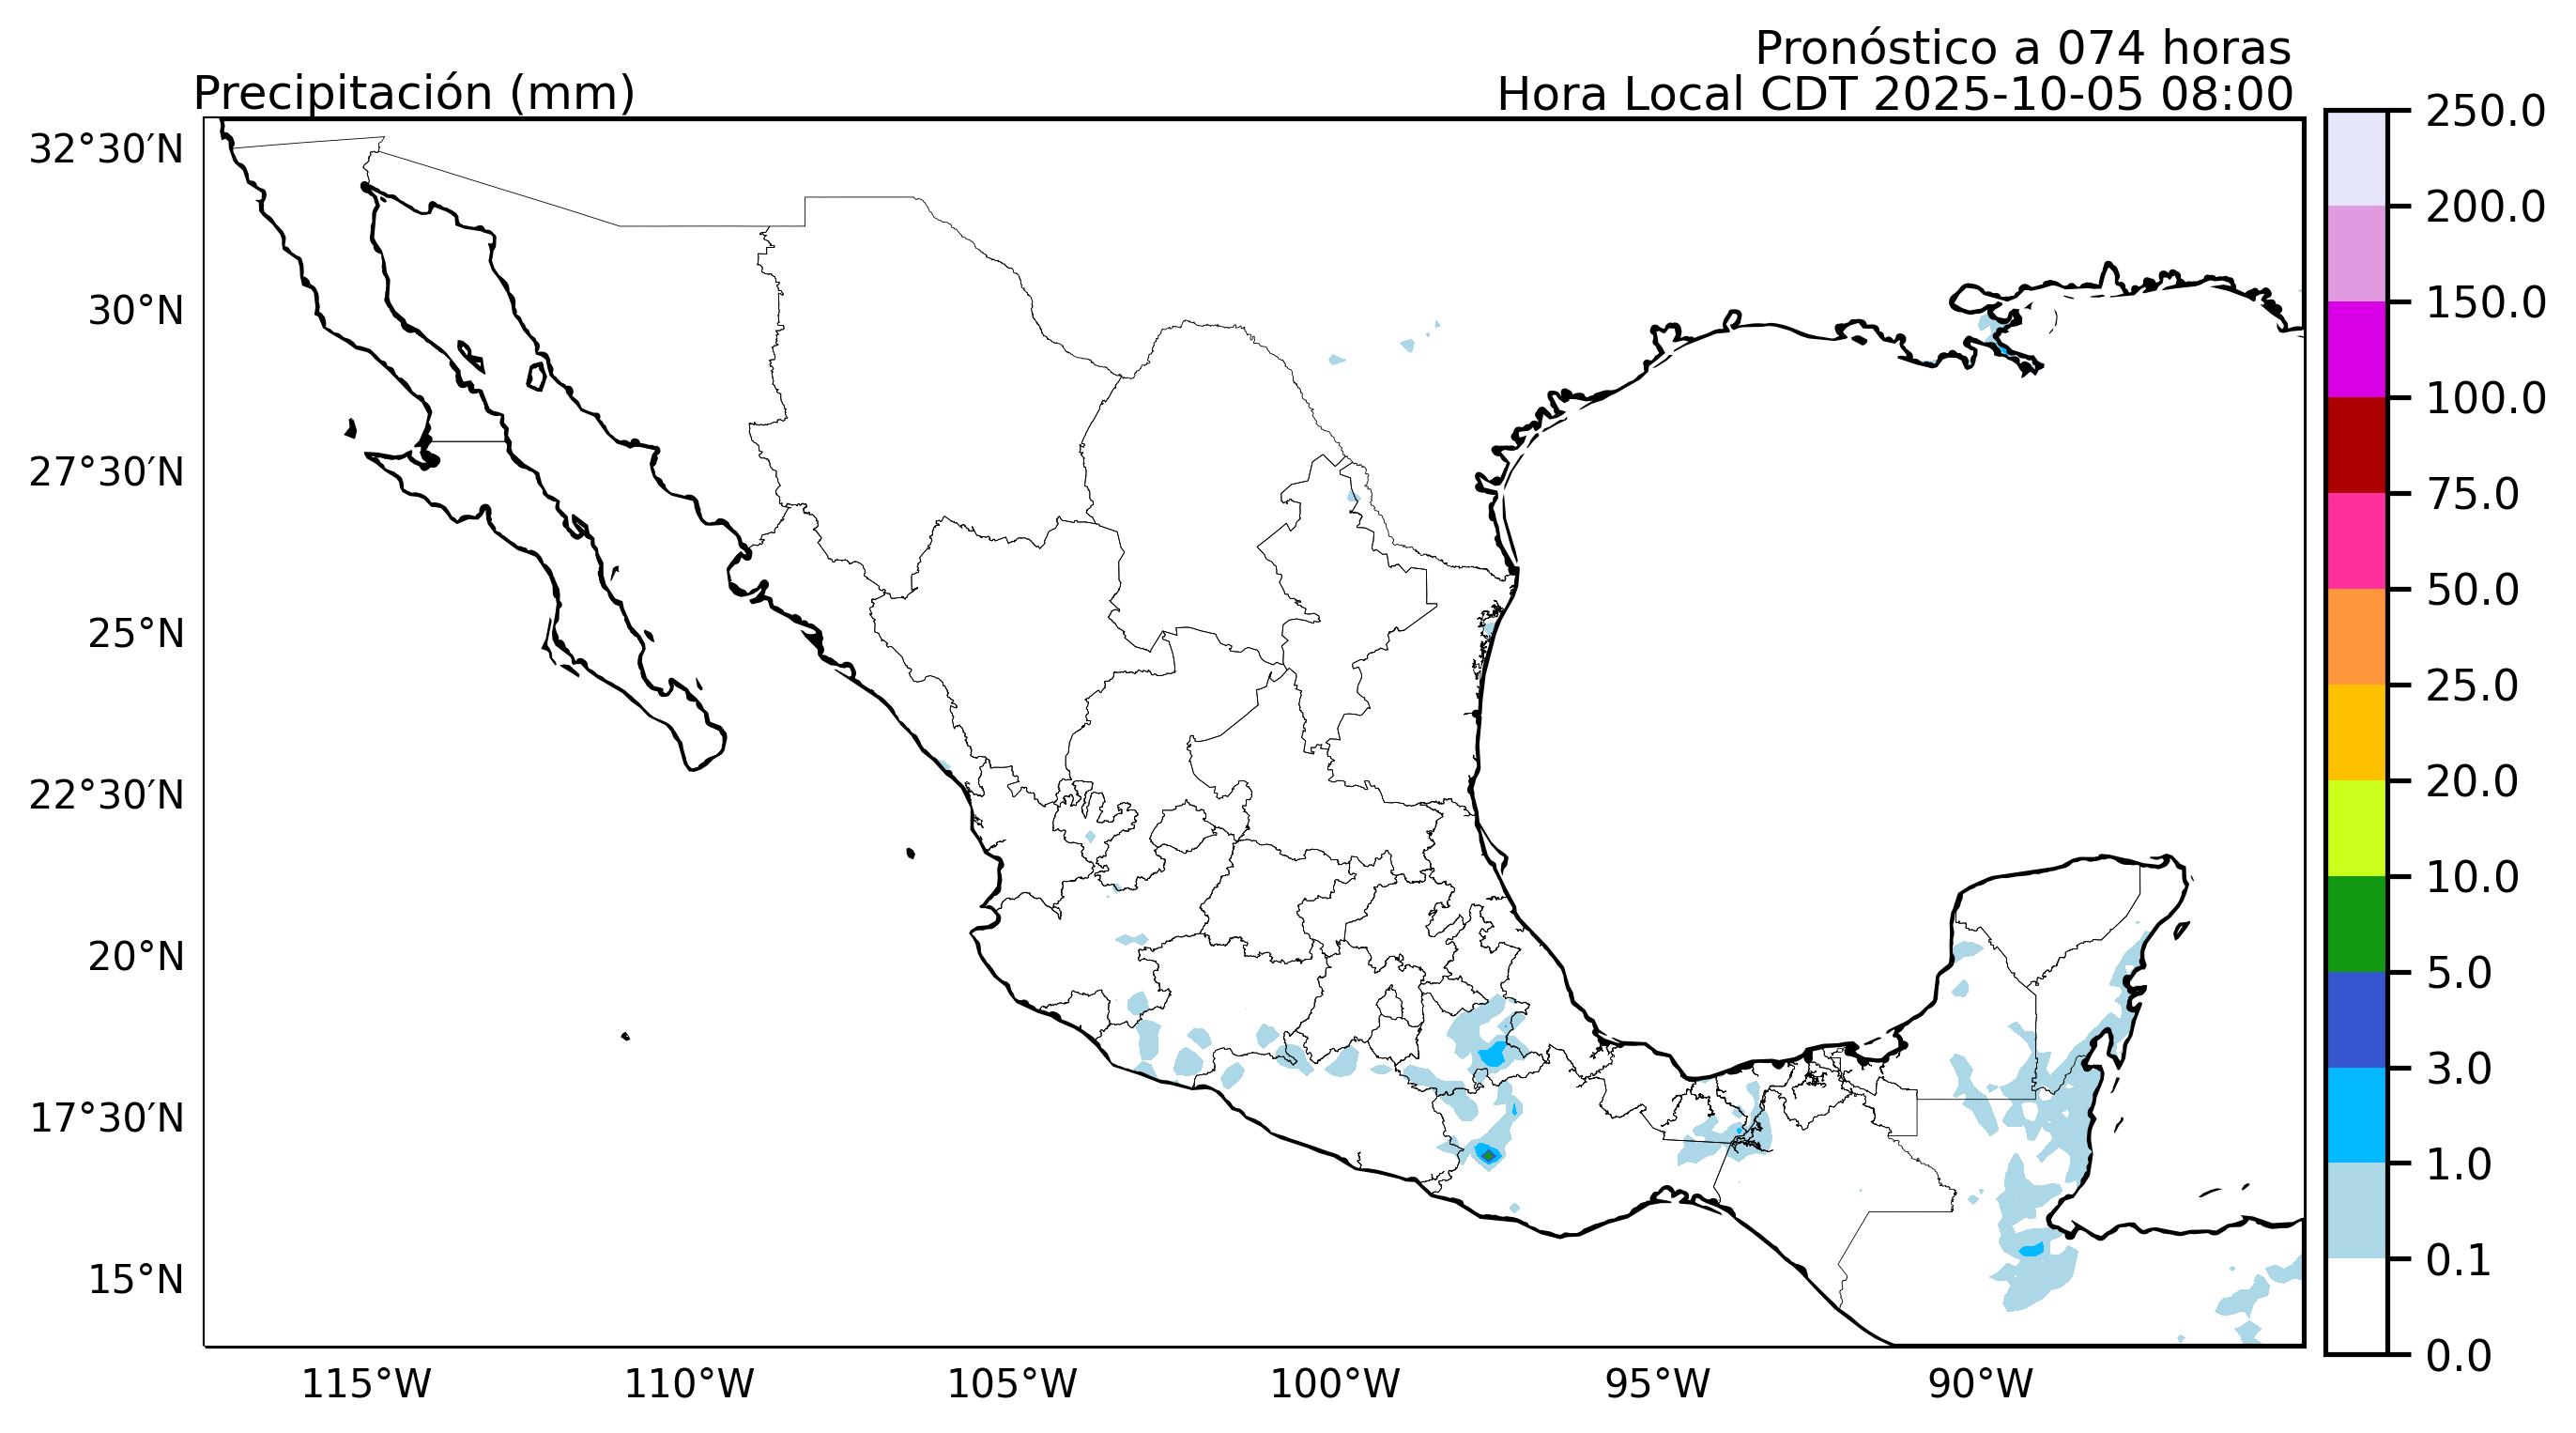 Pronóstico a 074 horas
Precipitación (mm)
Hora Local CDT 2025-10-05 08:00
32°30′N
30°N
27°30′N
25°N
22°30′N
20°N
17°30′N
15°N
115°W
110°W
105°W
100°W
95°W
90°W
250.0
200.0
150.0
100.0
75.0
50.0
25.0
20.0
10.0
5.0
3.0
1.0
0.1
0.0